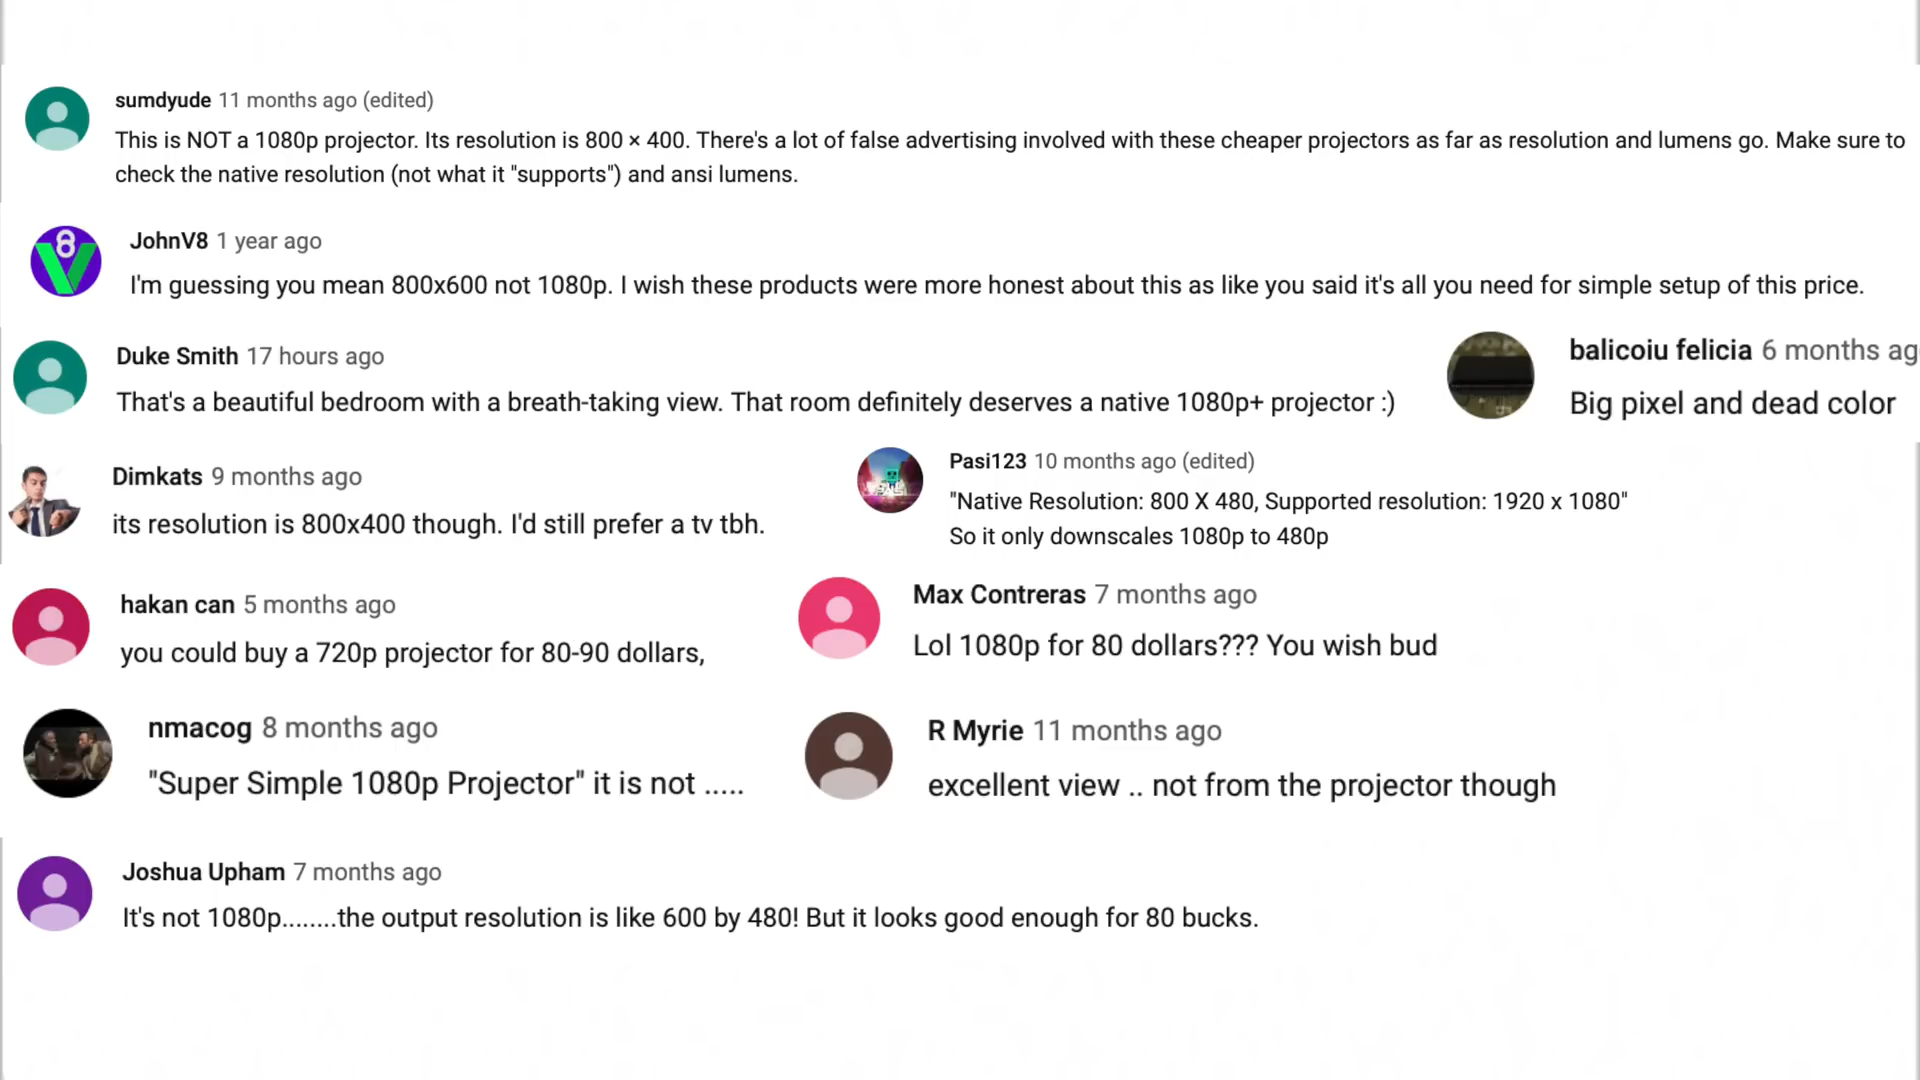 sumdyude 11 months ago (edited)
This is NOT a 1080p projector. Its resolution is 800 × 400. There's a lot of false advertising involved with these cheaper projectors as far as resolution and lumens go. Make sure to
check the native resolution (not what it "supports") and ansi lumens.
JohnV8 1 year ago
I'm guessing you mean 800x600 not 1080p. I wish these products were more honest about this as like you said it's all you need for simple setup of this price.
Duke Smith 17 hours ago
That's a beautiful bedroom with a breath-taking view. That room definitely deserves a native 1080p+ projector :)
balicoiu felicia 6 months ag
Big pixel and dead color
Dimkats 9 months ago
its resolution is 800x400 though. I'd still prefer a tv tbh.
Pasi123 10 months ago (edited)
"Native Resolution: 800 X 480, Supported resolution: 1920 x 1080"
So it only downscales 1080p to 480p
hakan can 5 months ago
you could buy a 720p projector for 80-90 dollars,
Max Contreras 7 months ago
Lol 1080p for 80 dollars??? You wish bud
nmacog 8 months ago
"Super Simple 1080p Projector" it is not .....
R Myrie 11 months ago
excellent view .. not from the projector though
Joshua Upham 7 months ago
It's not 1080p........the output resolution is like 600 by 480! But it looks good enough for 80 bucks.